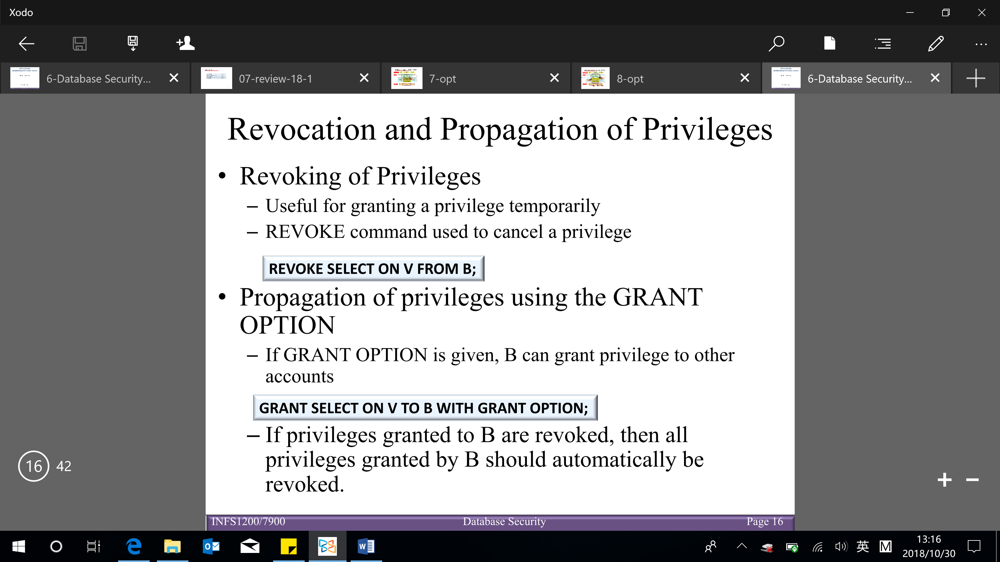 Xodo
6-Database Security...
07-review-18-1
7-opt
8-opt
6-Database Security...
Revocation and Propagation of Privileges
• Revoking of Privileges
– Useful for granting a privilege temporarily
– REVOKE command used to cancel a privilege
REVOKE SELECT ON V FROM B;
• Propagation of privileges using the GRANT
OPTION
– If GRANT OPTION is given, B can grant privilege to other
accounts
GRANT SELECT ON V TO B WITH GRANT OPTION;
– If privileges granted to B are revoked, then all
privileges granted by B should automatically be
revoked.
16 42
INFS1200/7900 Database Security Page 16
英 M
13:16
2018/10/30